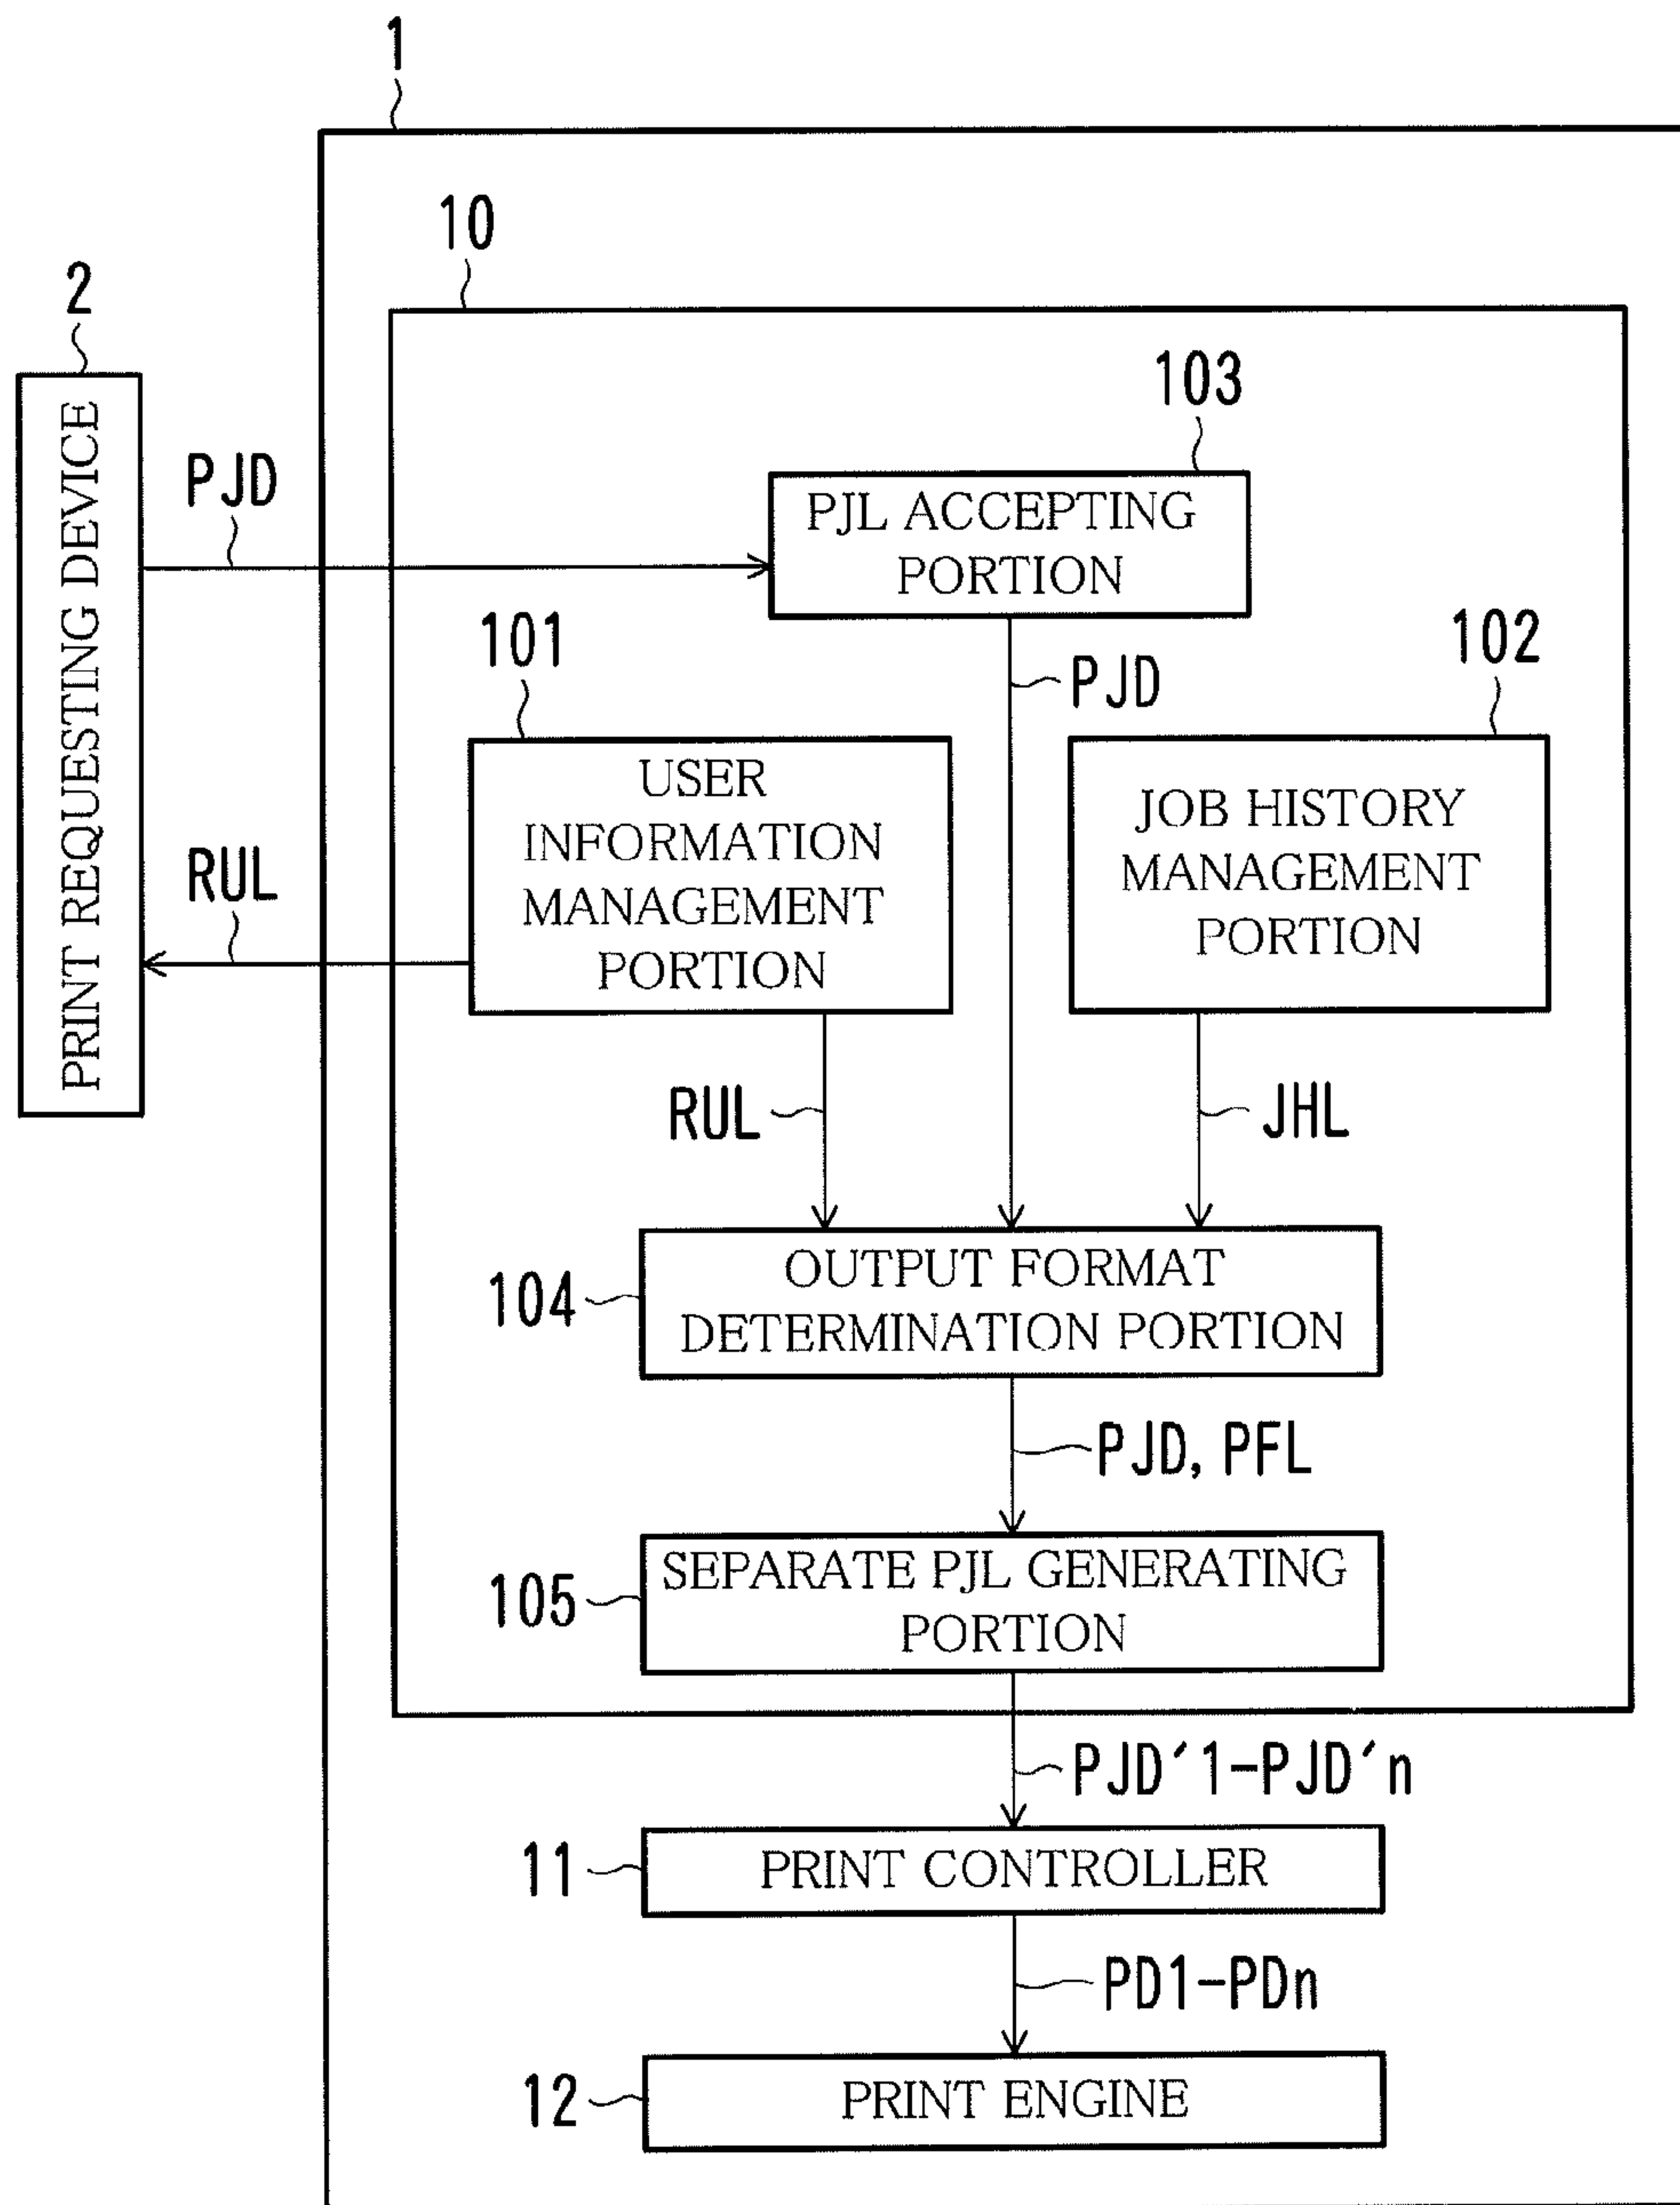 1
10
2
PRINT REQUESTING DEVICE
103
PJL ACCEPTING
PORTION
PJD
101
102
PJD
USER
INFORMATION
MANAGEMENT
PORTION
JOB HISTORY
MANAGEMENT
PORTION
RUL
RUL
JHL
104
OUTPUT FORMAT
DETERMINATION PORTION
PJD, PFL
105
SEPARATE PJL GENERATING
PORTION
PJD'1-PJD'n
11
PRINT CONTROLLER
PD1-PDn
12
PRINT ENGINE